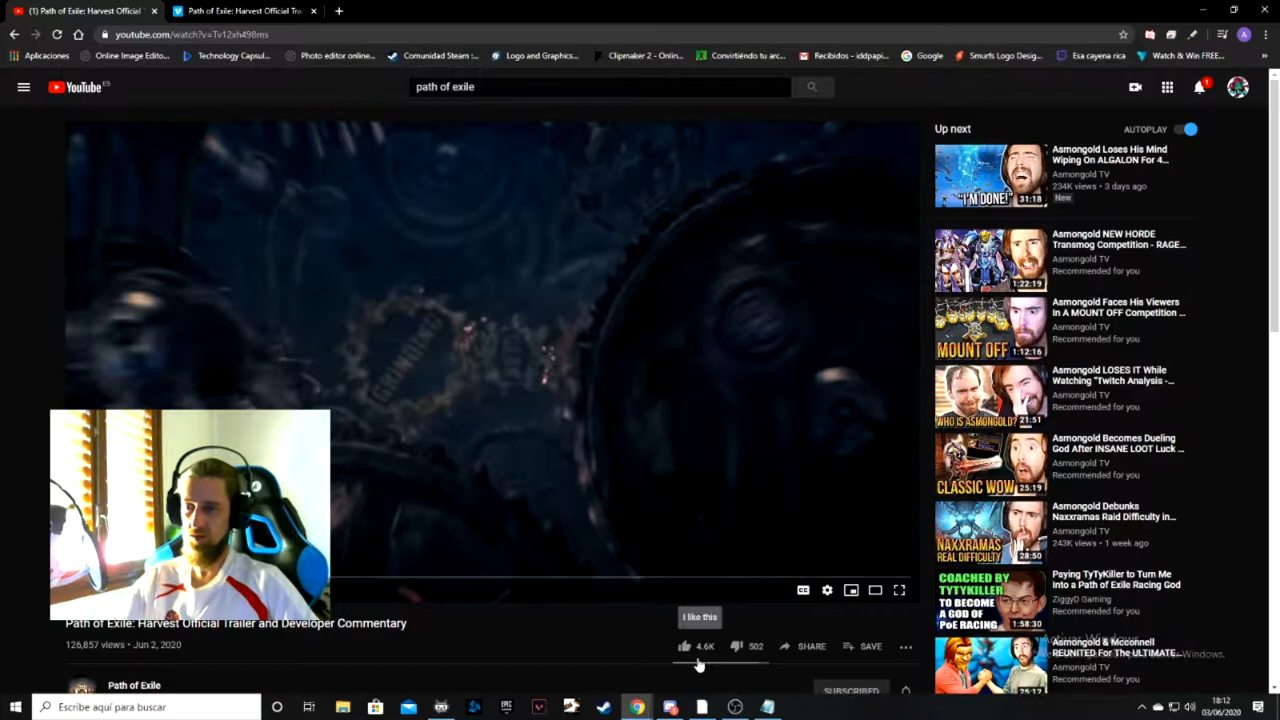 (1) Path of Exile: Harvest Official
Path of Exile: Harvest Official Tra
youtube.com/watch?v=Tv12xh498ms
Aplicaciones
Online Image Edito...
Technology Capsul...
Photo editor online...
Comunidad Steam :...
Logo and Graphics...
Clipmaker 2 - Onlin...
Convirtiéndo tu arc...
Recibidos - iddpapi...
Google
Smurfs Logo Desig...
Esa cayena rica
Watch & Win FREE...
YouTube ES
path of exile
1
Up next
AUTOPLAY
Asmongold Loses His Mind
Wiping On ALGALON For 4...
Asmongold TV
234K views • 3 days ago
New
"I'M DONE!"
31:18
Asmongold NEW HORDE
Transmog Competition - RAGE...
Asmongold TV
Recommended for you
1:22:19
Asmongold Faces His Viewers
In A MOUNT OFF Competition ...
Asmongold TV
Recommended for you
MOUNT OFF
1:12:16
Asmongold LOSES IT While
Watching "Twitch Analysis -...
Asmongold TV
Recommended for you
WHO IS ASMONGOLD?
21:51
Asmongold Becomes Dueling
God After INSANE LOOT Luck ...
Asmongold TV
Recommended for you
CLASSIC WOW
25:19
Asmongold Debunks
Naxxramas Raid Difficulty in...
Asmongold TV
243K views • 1 week ago
NAXXRAMAS
REAL DIFFICULTY
28:50
Paying TyTyKiller to Turn Me
Into a Path of Exile Racing God
ZiggyD Gaming
Recommended for you
COACHED BY
TYTYKILLER
TO BECOME
A GOD OF
PoE RACING
1:58:30
Asmongold & Mcconnell
REUNITED For The ULTIMATE...
Asmongold TV
Recommended for you
25:12
Activar Windows
I like this
Path of Exile: Harvest Official Trailer and Developer Commentary
126,857 views • Jun 2, 2020
4.6K
502
SHARE
SAVE
Path of Exile
SUBSCRIBED
Escribe aquí para buscar
18:12
03/06/2020